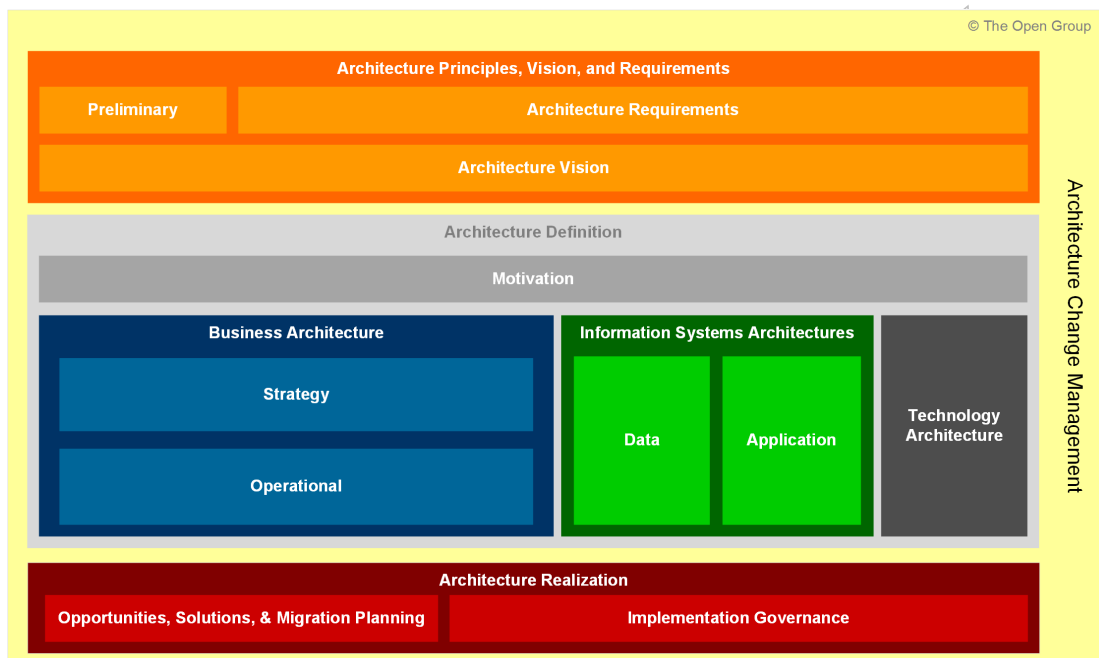 © The Open Group
Architecture Principles, Vision, and Requirements
Preliminary
Architecture Requirements
Architecture Vision
Architecture Definition
Motivation
Business Architecture
Strategy
Operational
Information Systems Architectures
Data
Application
Technology
Architecture
Architecture Realization
Opportunities, Solutions, & Migration Planning
Implementation Governance
Architecture Change Management